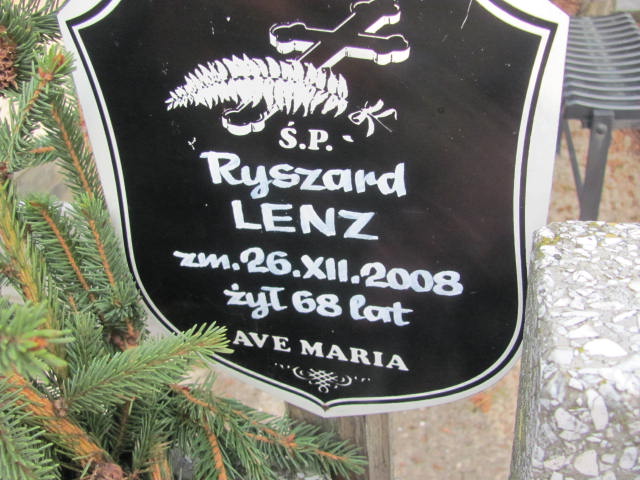 Ś.P.
Ryszard
LENZ
zm. 26.XII.2008
żył 68 lat
AVE MARIA